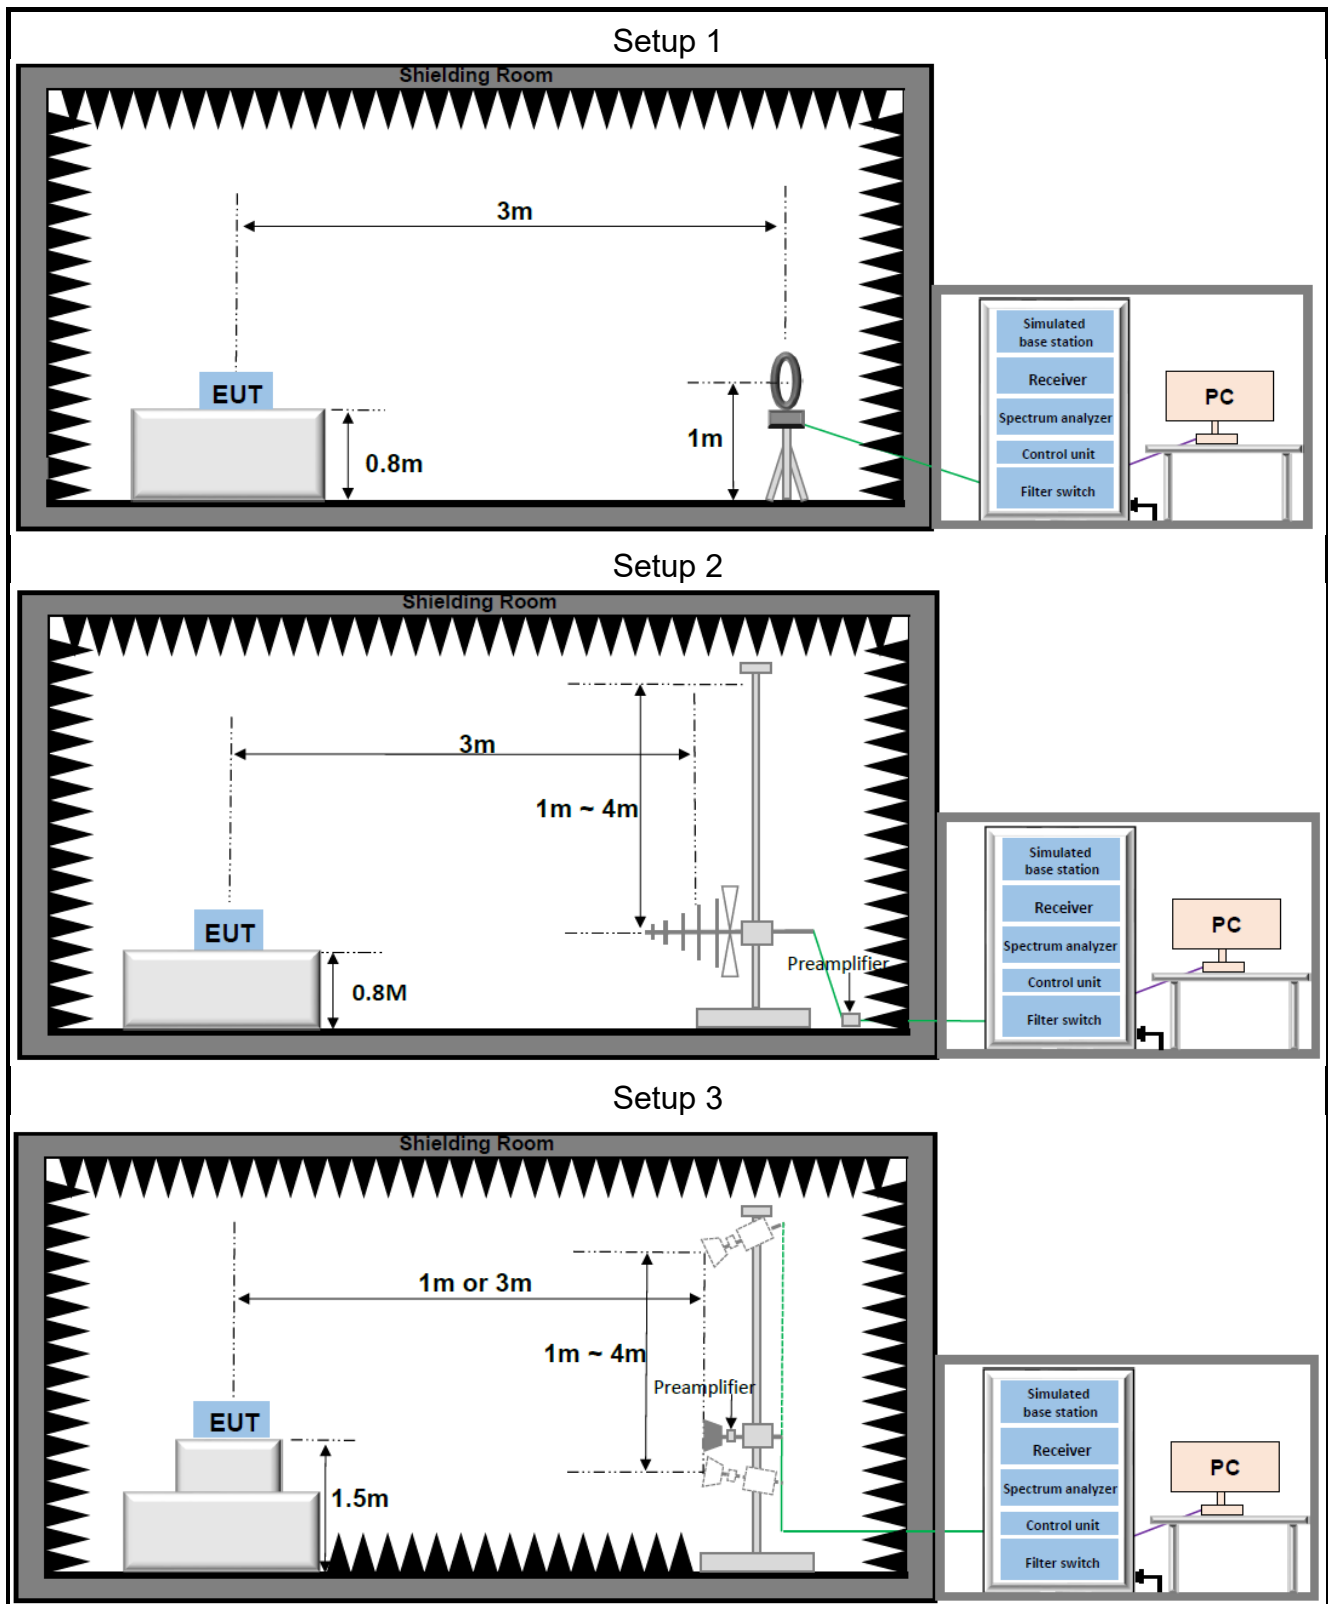 Setup 1
Shielding Room
3m
EUT
0.8m
1m
Simulated
base station
Receiver
Spectrum analyzer
Control unit
Filter switch
PC
Setup 2
Shielding Room
3m
1m ~ 4m
EUT
0.8M
Preamplifier
Simulated
base station
Receiver
Spectrum analyzer
Control unit
Filter switch
PC
Setup 3
Shielding Room
1m or 3m
1m ~ 4m
Preamplifier
EUT
1.5m
Simulated
base station
Receiver
Spectrum analyzer
Control unit
Filter switch
PC